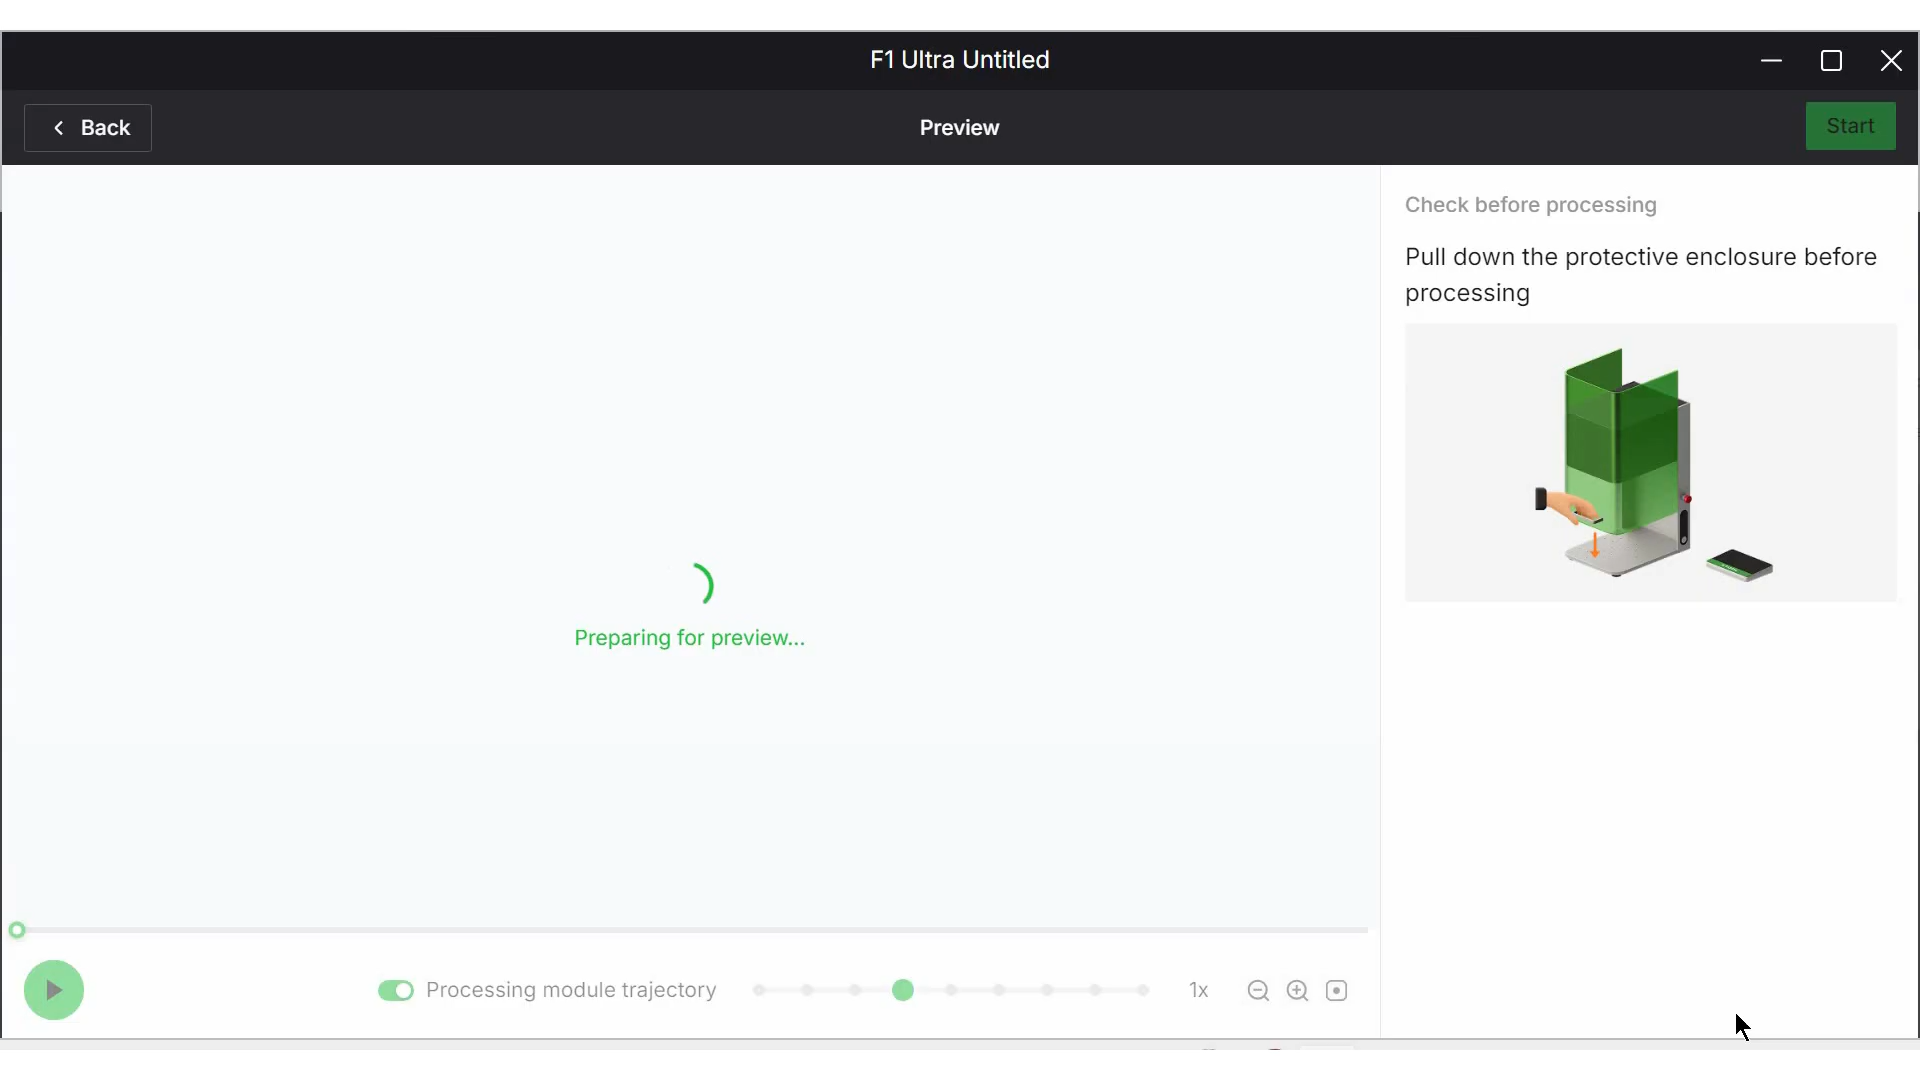 F1 Ultra Untitled
Back
Preview
Start
Check before processing
Pull down the protective enclosure before
processing
Preparing for preview...
Processing module trajectory
1x